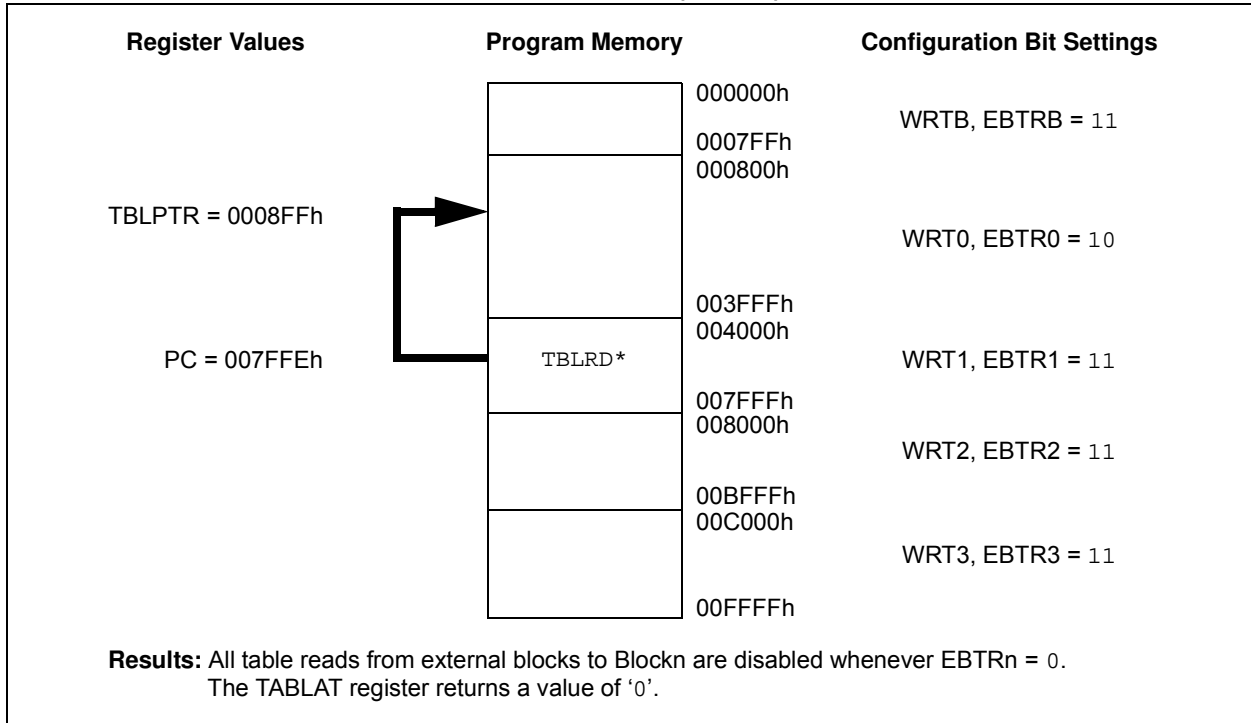 Register Values Program Memory Configuration Bit Settings
000000h
WRTB, EBTRB = 11
0007FFh
000800h
TBLPTR = 0008FFh
WRT0, EBTR0 = 10
003FFFh
004000h
PC = 007FFEh TBLRD* WRT1, EBTR1 = 11
007FFFh
008000h
WRT2, EBTR2 = 11
00BFFFh
00C000h
WRT3, EBTR3 = 11
00FFFFh
Results: All table reads from external blocks to Blockn are disabled whenever EBTRn = 0.
The TABLAT register returns a value of ‘0’.